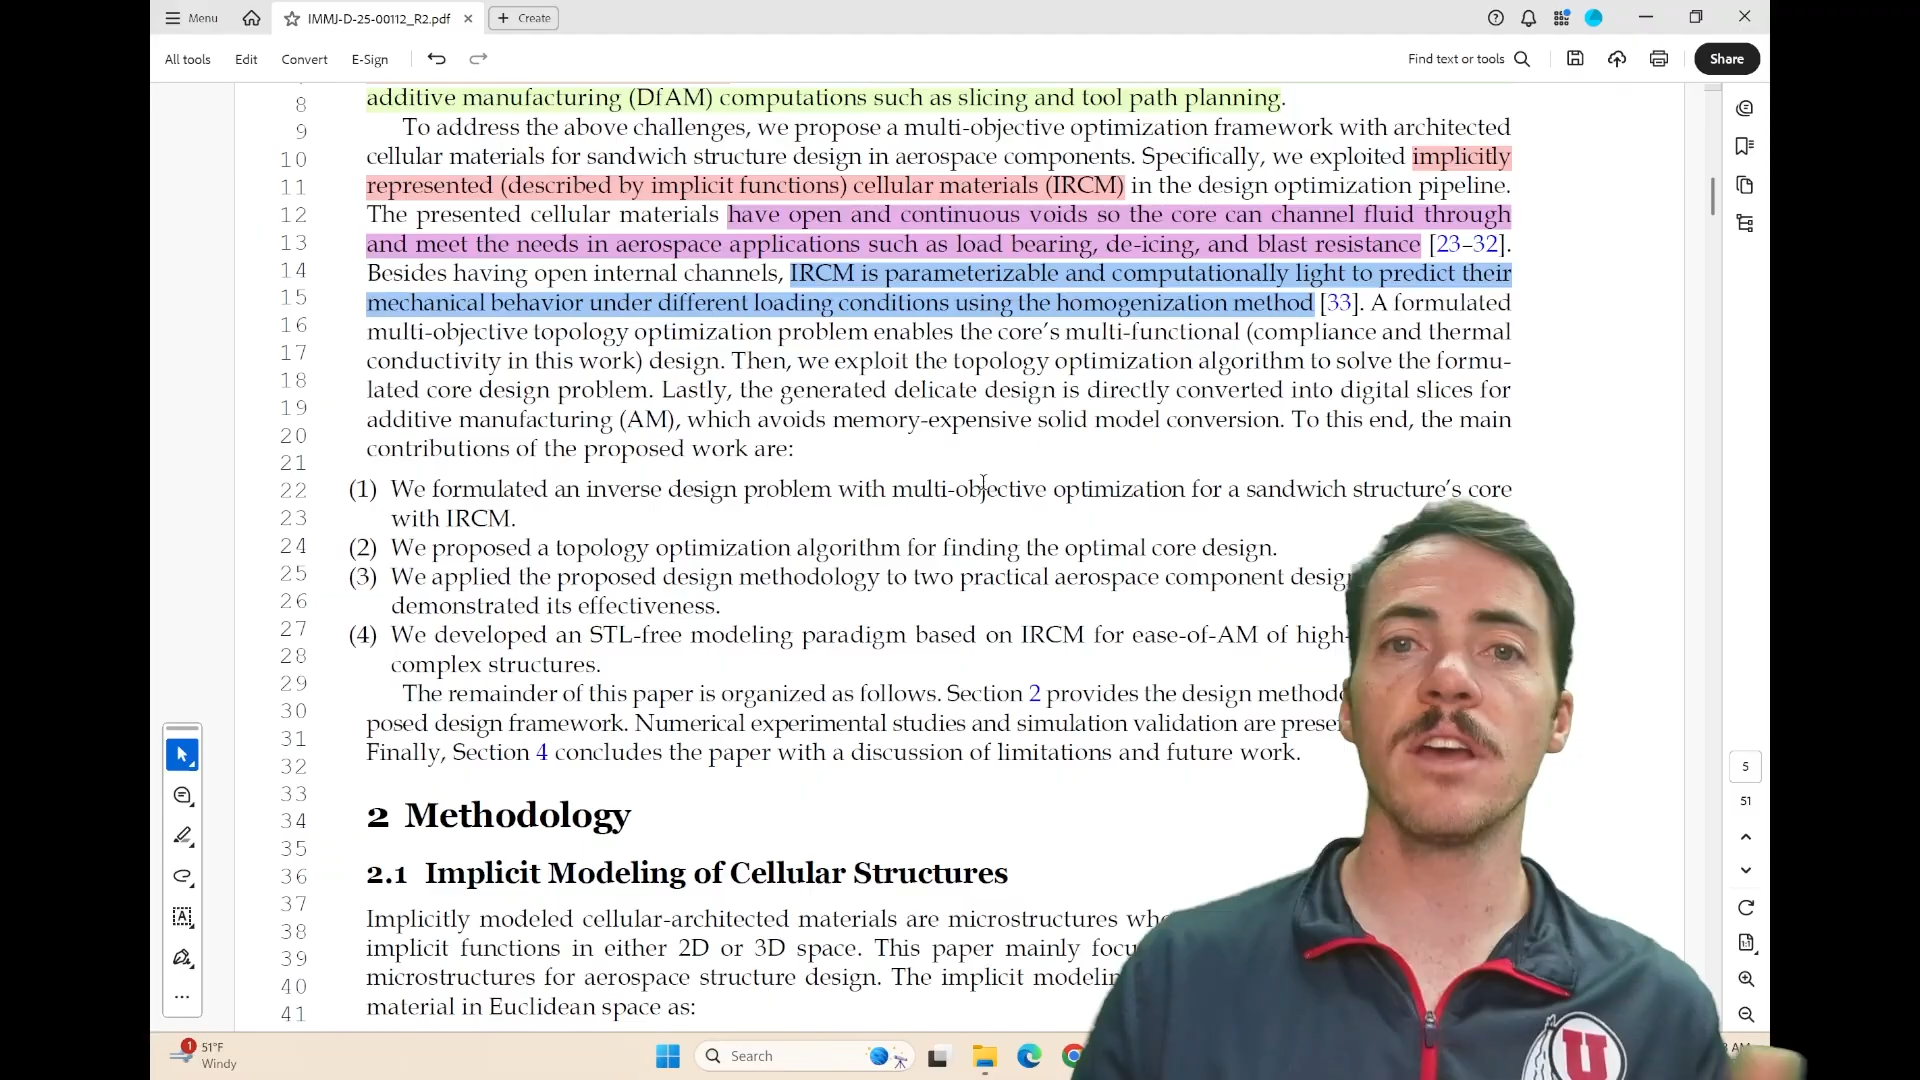 Menu
IMMJ-D-25-00112_R2.pdf
Create
All tools
Edit
Convert
E-Sign
Find text or tools
Share
8 additive manufacturing (DfAM) computations such as slicing and tool path planning.
9 To address the above challenges, we propose a multi-objective optimization framework with architected
10 cellular materials for sandwich structure design in aerospace components. Specifically, we exploited implicitly
11 represented (described by implicit functions) cellular materials (IRCM) in the design optimization pipeline.
12 The presented cellular materials have open and continuous voids so the core can channel fluid through
13 and meet the needs in aerospace applications such as load bearing, de-icing, and blast resistance [23–32].
14 Besides having open internal channels, IRCM is parameterizable and computationally light to predict their
15 mechanical behavior under different loading conditions using the homogenization method [33]. A formulated
16 multi-objective topology optimization problem enables the core's multi-functional (compliance and thermal
17 conductivity in this work) design. Then, we exploit the topology optimization algorithm to solve the formu-
18 lated core design problem. Lastly, the generated delicate design is directly converted into digital slices for
19 additive manufacturing (AM), which avoids memory-expensive solid model conversion. To this end, the main
20 contributions of the proposed work are:
21
22 (1) We formulated an inverse design problem with multi-objective optimization for a sandwich structure's core
23 with IRCM.
24 (2) We proposed a topology optimization algorithm for finding the optimal core design.
25 (3) We applied the proposed design methodology to two practical aerospace component
26 demonstrated its effectiveness.
27 (4) We developed an STL-free modeling paradigm based on IRCM for ease-of-AM of high-
28 complex structures.
29 The remainder of this paper is organized as follows. Section 2 provides the design
30 posed design framework. Numerical experimental studies and simulation validation are
31 Finally, Section 4 concludes the paper with a discussion of limitations and future work.
32
33
34 2 Methodology
35
36 2.1 Implicit Modeling of Cellular Structures
37
38 Implicitly modeled cellular-architected materials are microstructures
39 implicit functions in either 2D or 3D space. This paper mainly
40 microstructures for aerospace structure design. The implicit
41 material in Euclidean space as:
5
51
1
51°F
Windy
Search
U